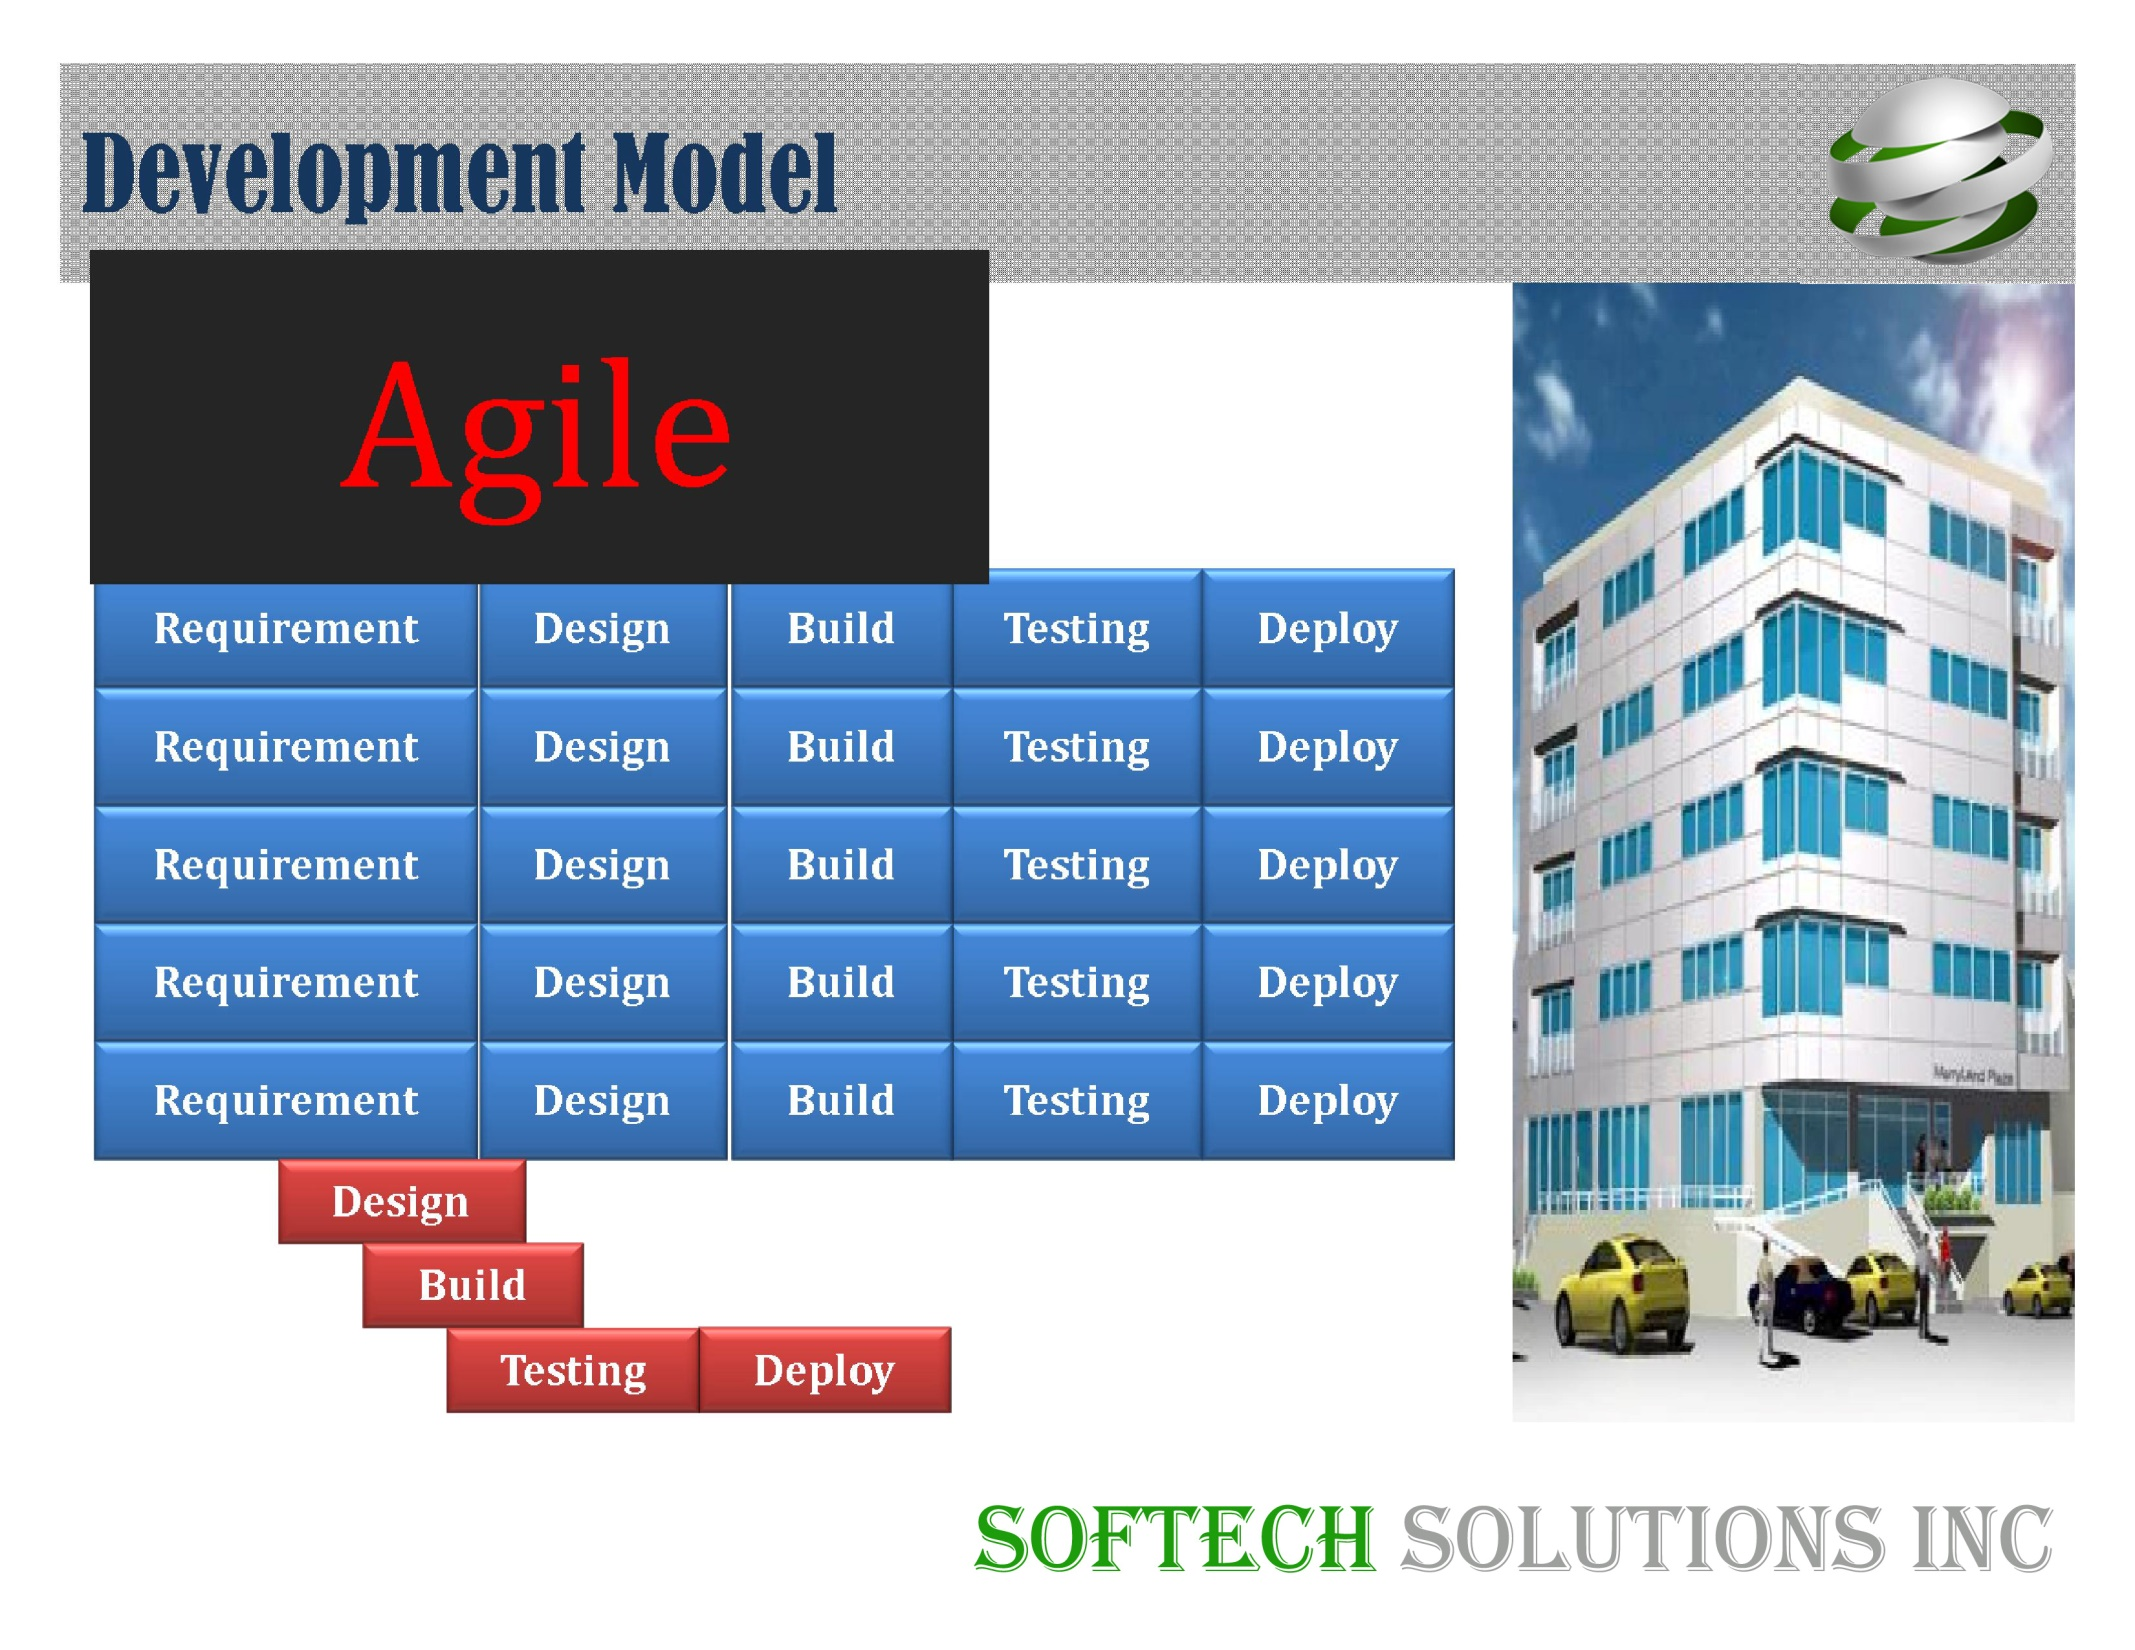 Development Model
Agile
Requirement Design Build Testing Deploy
Requirement Design Build Testing Deploy
Requirement Design Build Testing Deploy
Requirement Design Build Testing Deploy
Requirement Design Build Testing Deploy
Design
Build
Testing Deploy
SOFTECH SOLUTIONS INC